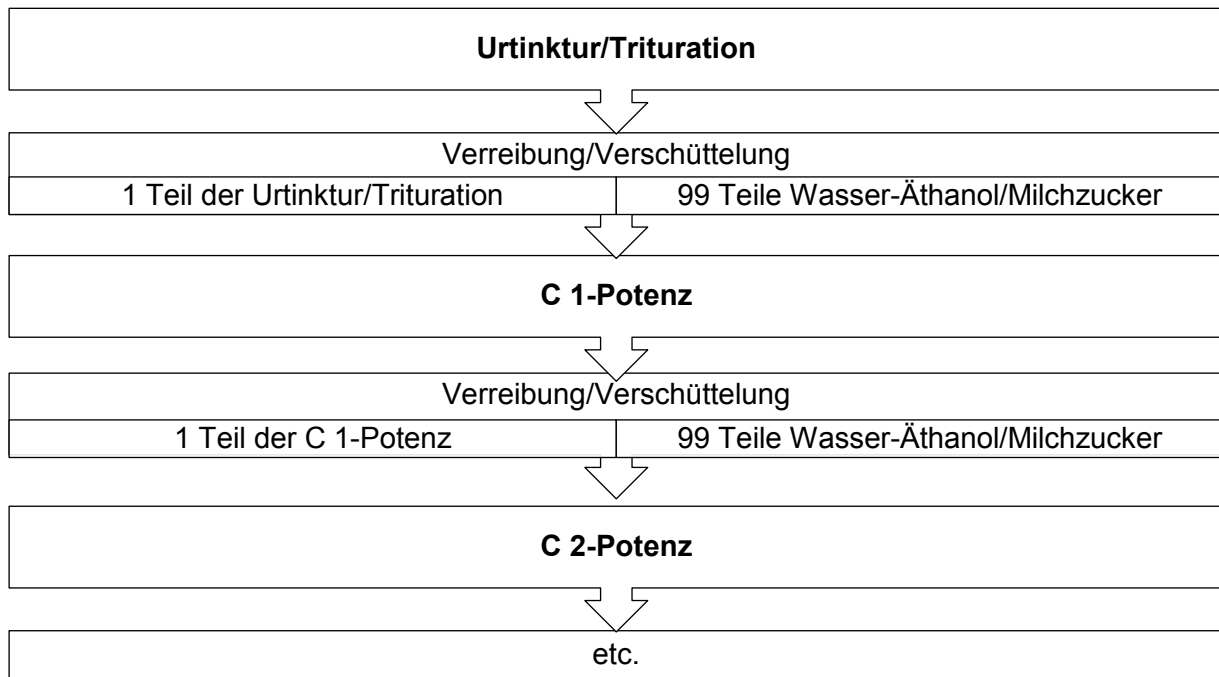 Urtinktur/Trituration
Verreibung/Verschüttelung
1 Teil der Urtinktur/Trituration 99 Teile Wasser-Äthanol/Milchzucker
C 1-Potenz
Verreibung/Verschüttelung
1 Teil der C 1-Potenz 99 Teile Wasser-Äthanol/Milchzucker
C 2-Potenz
etc.